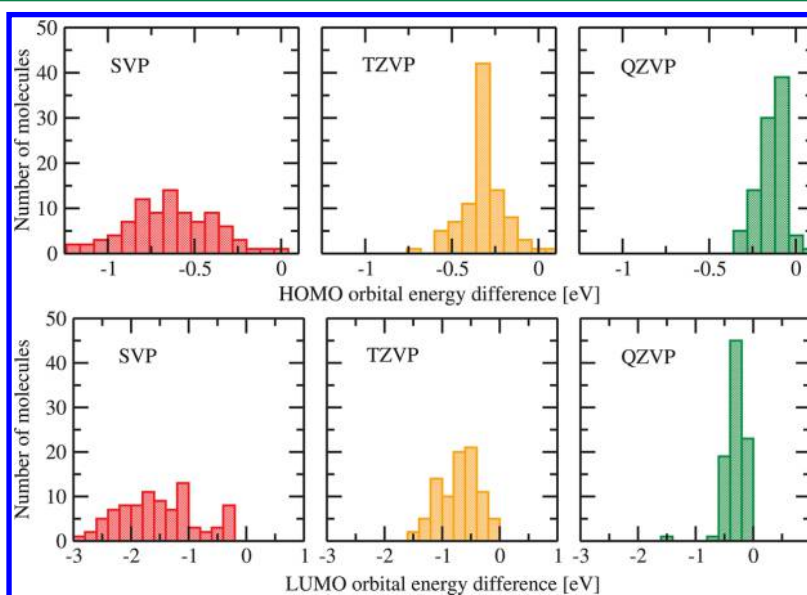 50
40
30
20
10
0
Number of molecules
SVP
TZVP
QZVP
-1 -0.5 0 -1 -0.5 0 -1 -0.5 0
HOMO orbital energy difference [eV]
50
40
30
20
10
0
Number of molecules
SVP
TZVP
QZVP
-3 -2 -1 0 1 -3 -2 -1 0 1 -3 -2 -1 0
LUMO orbital energy difference [eV]